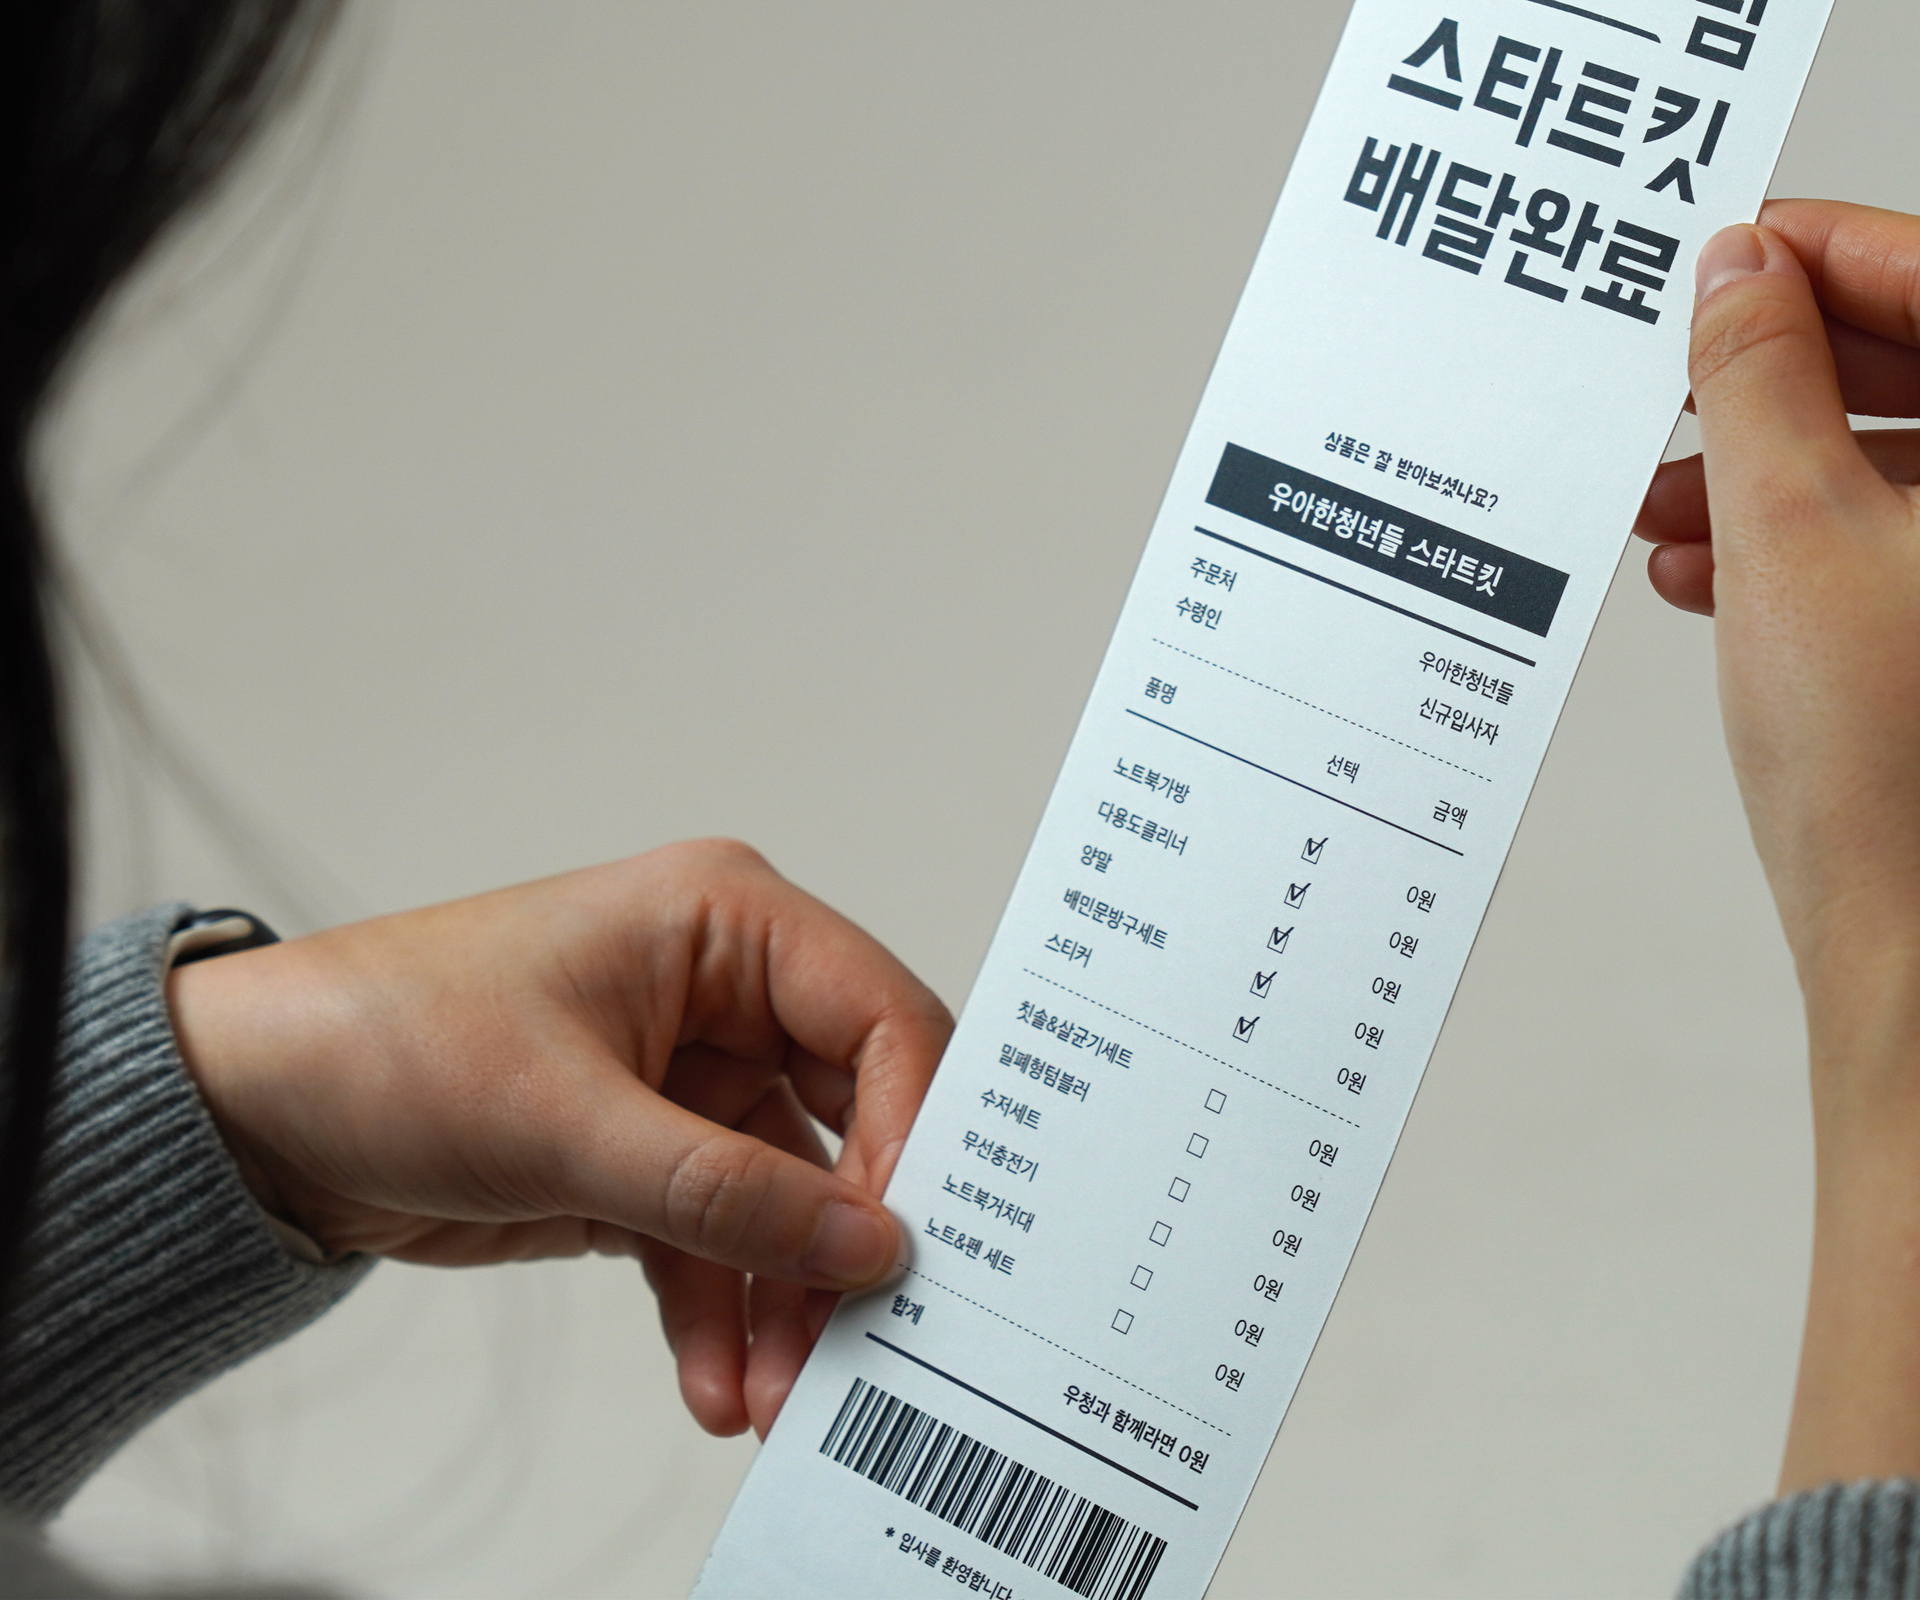 림
스타트킷
배달완료
상품은 잘 받아보셨나요?
우아한청년들 스타트킷
주문처 우아한청년들
수령인 신규입사자
품명 선택 금액
노트북가방 ☑ 0원
다용도클리너 ☑ 0원
양말 ☑ 0원
배민문방구세트 ☑ 0원
스티커 ☑ 0원
칫솔&살균기세트 ☐ 0원
밀폐형텀블러 ☐ 0원
수저세트 ☐ 0원
무선충전기 ☐ 0원
노트북거치대 ☐ 0원
노트&펜 세트 ☐ 0원
합계 우청과 함께라면 0원
* 입사를 환영합니다.